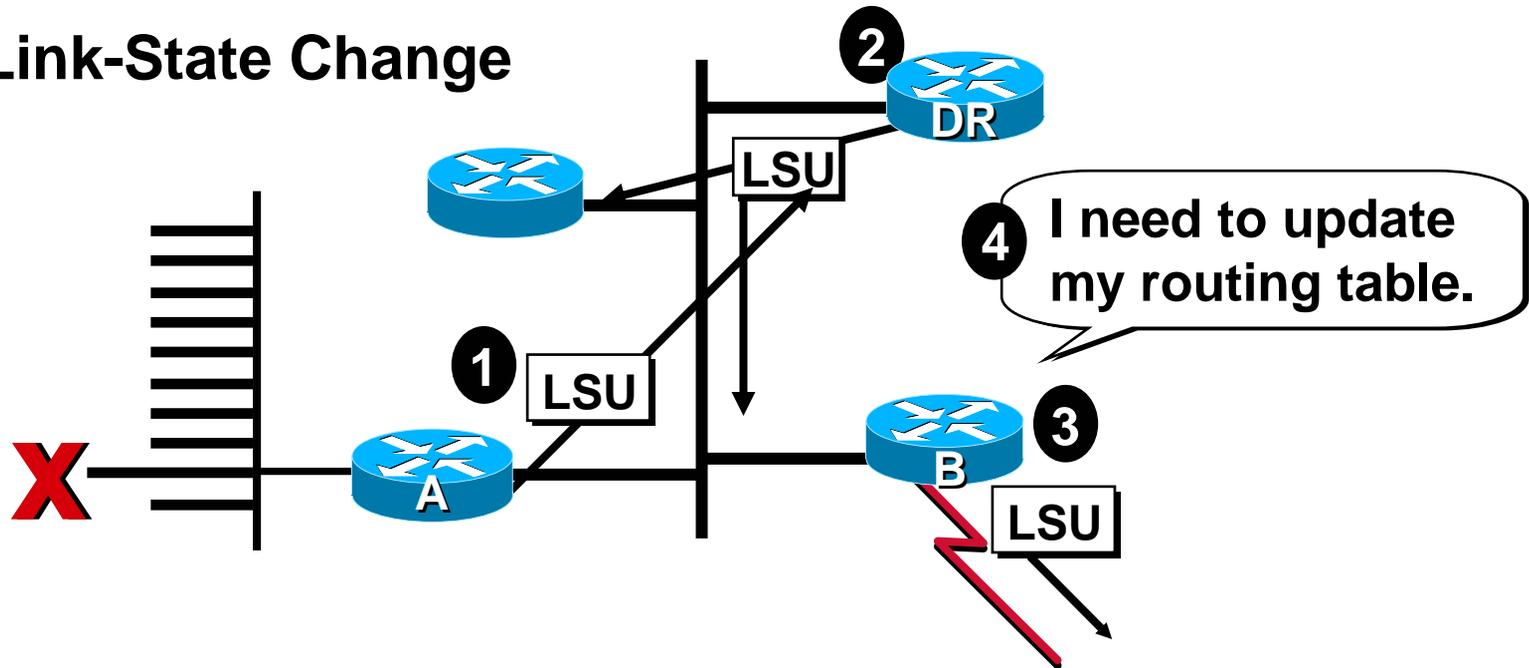 Link-State Change
2
DR
LSU
4
I need to update
my routing table.
1
LSU
3
X
A
B
LSU